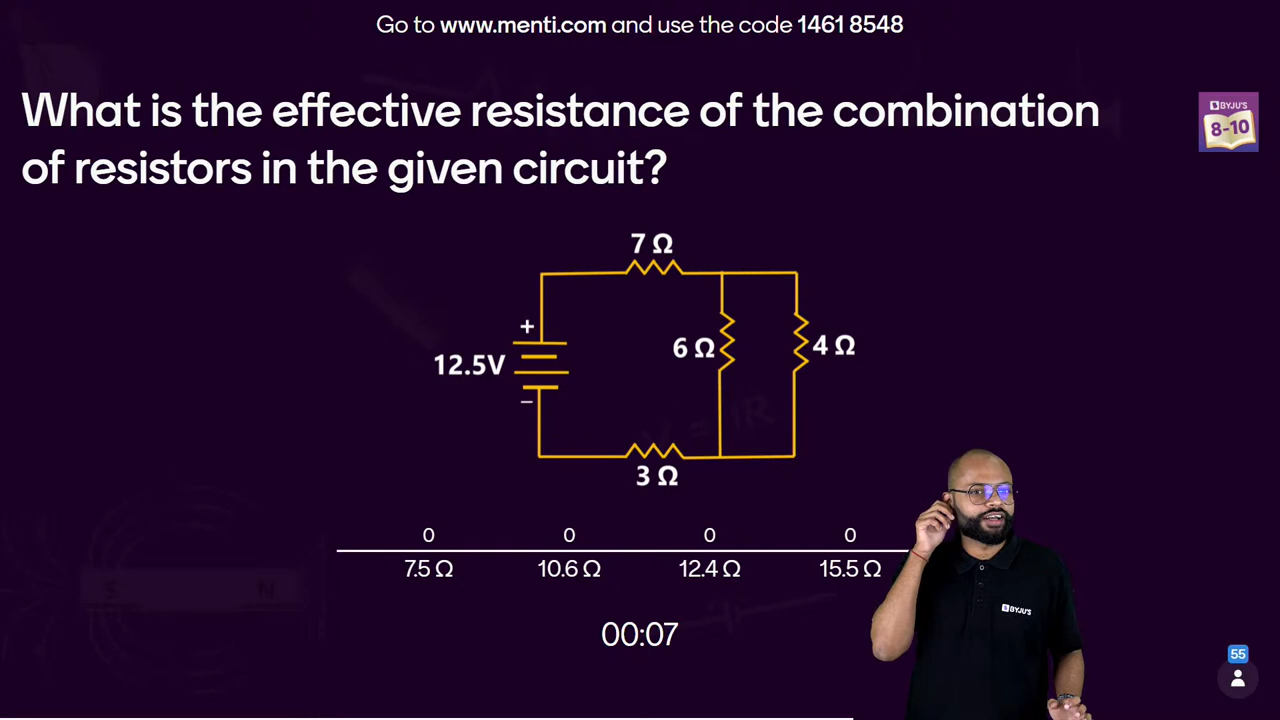 Go to www.menti.com and use the code 1461 8548
What is the effective resistance of the combination
of resistors in the given circuit?
BYJU'S
8-10
7 Ω
+
12.5V
6 Ω
4 Ω
–
3 Ω
0 0 0 0
7.5 Ω 10.6 Ω 12.4 Ω 15.5 Ω
00:07
BYJU'S
55
S N